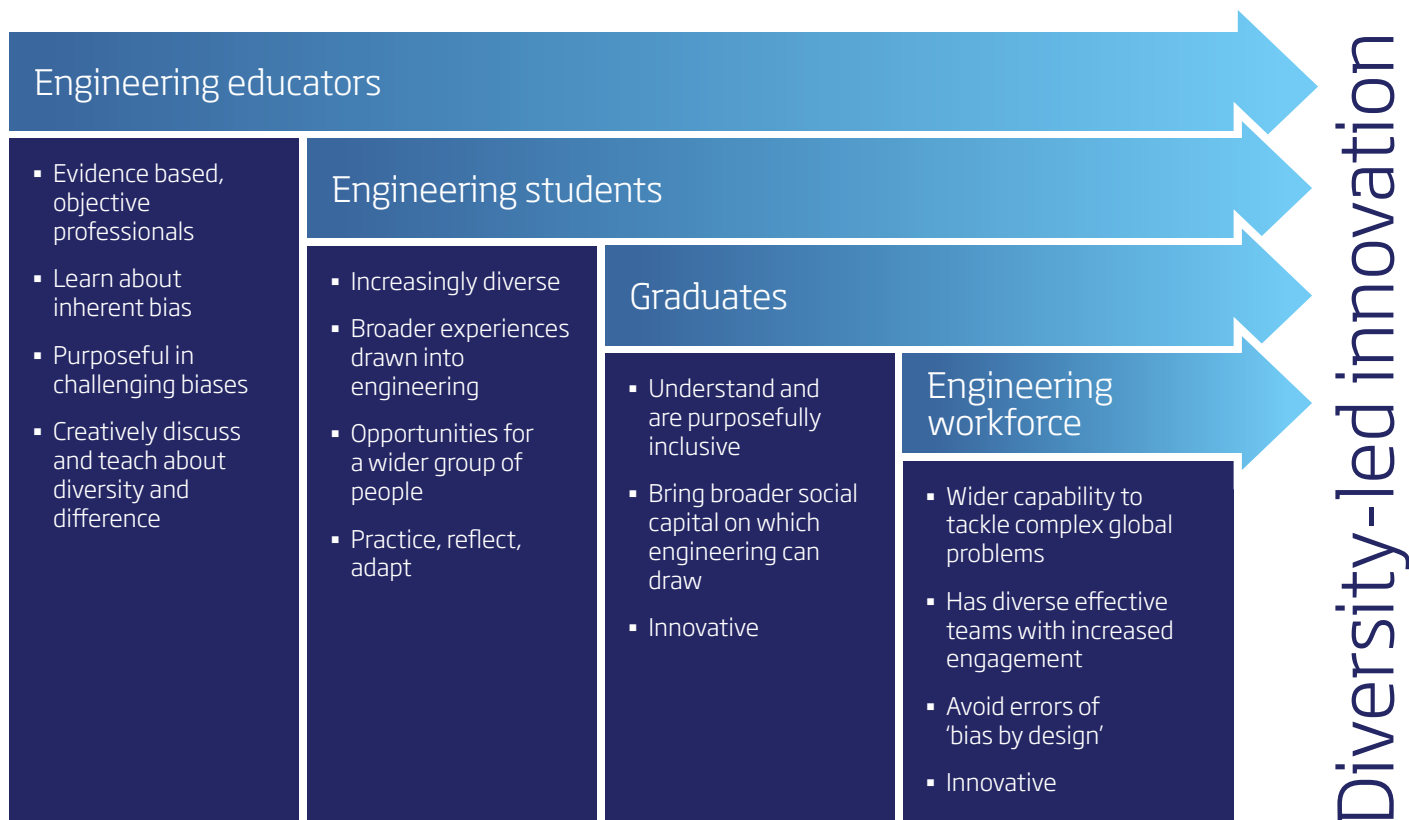 Engineering educators
▪ Evidence based,
objective
professionals
▪ Learn about
inherent bias
▪ Purposeful in
challenging biases
▪ Creatively discuss
and teach about
diversity and
difference
Engineering students
▪ Increasingly diverse
▪ Broader experiences
drawn into
engineering
▪ Opportunities for
a wider group of
people
▪ Practice, reflect,
adapt
Graduates
▪ Understand and
are purposefully
inclusive
▪ Bring broader social
capital on which
engineering can
draw
▪ Innovative
Engineering
workforce
▪ Wider capability to
tackle complex global
problems
▪ Has diverse effective
teams with increased
engagement
▪ Avoid errors of
‘bias by design’
▪ Innovative
Diversity-led innovation